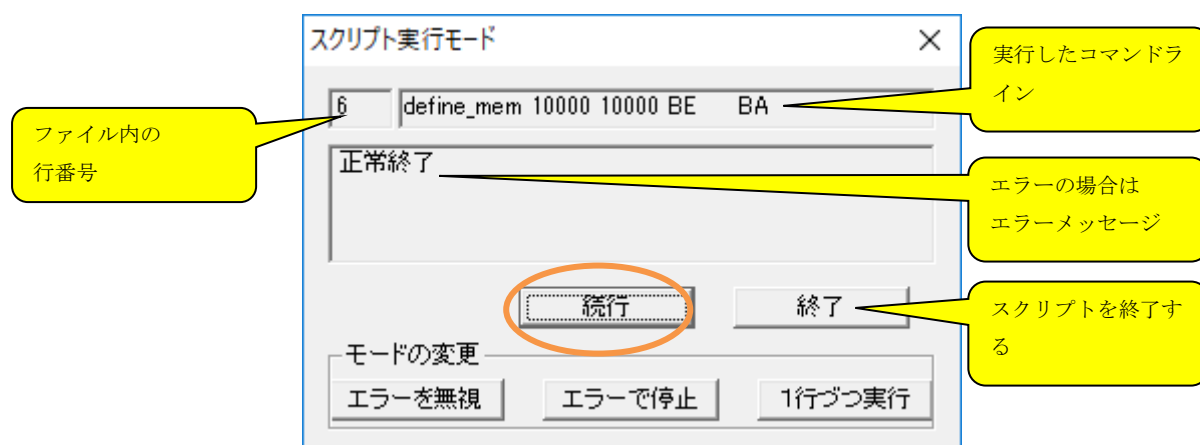 スクリプト実行モード
実行したコマンドラ
イン
6 define_mem 10000 10000 BE BA
ファイル内の
行番号
正常終了
エラーの場合は
エラーメッセージ
続行
終了
スクリプトを終了す
る
モードの変更
エラーを無視
エラーで停止
1行づつ実行